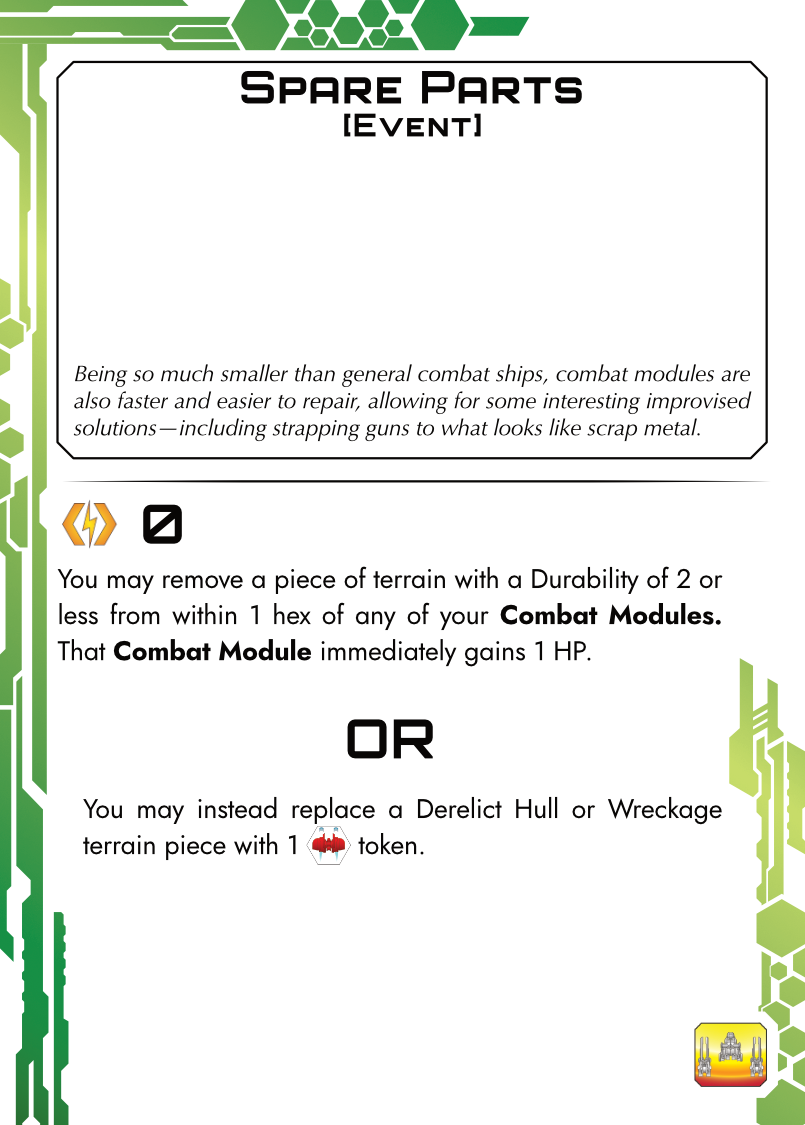 Spare Parts
[Event]
Being so much smaller than general combat ships, combat modules are
also faster and easier to repair, allowing for some interesting improvised
solutions—including strapping guns to what looks like scrap metal.
0
You may remove a piece of terrain with a Durability of 2 or
less from within 1 hex of any of your Combat Modules.
That Combat Module immediately gains 1 HP.
OR
You may instead replace a Derelict Hull or Wreckage
terrain piece with 1 token.